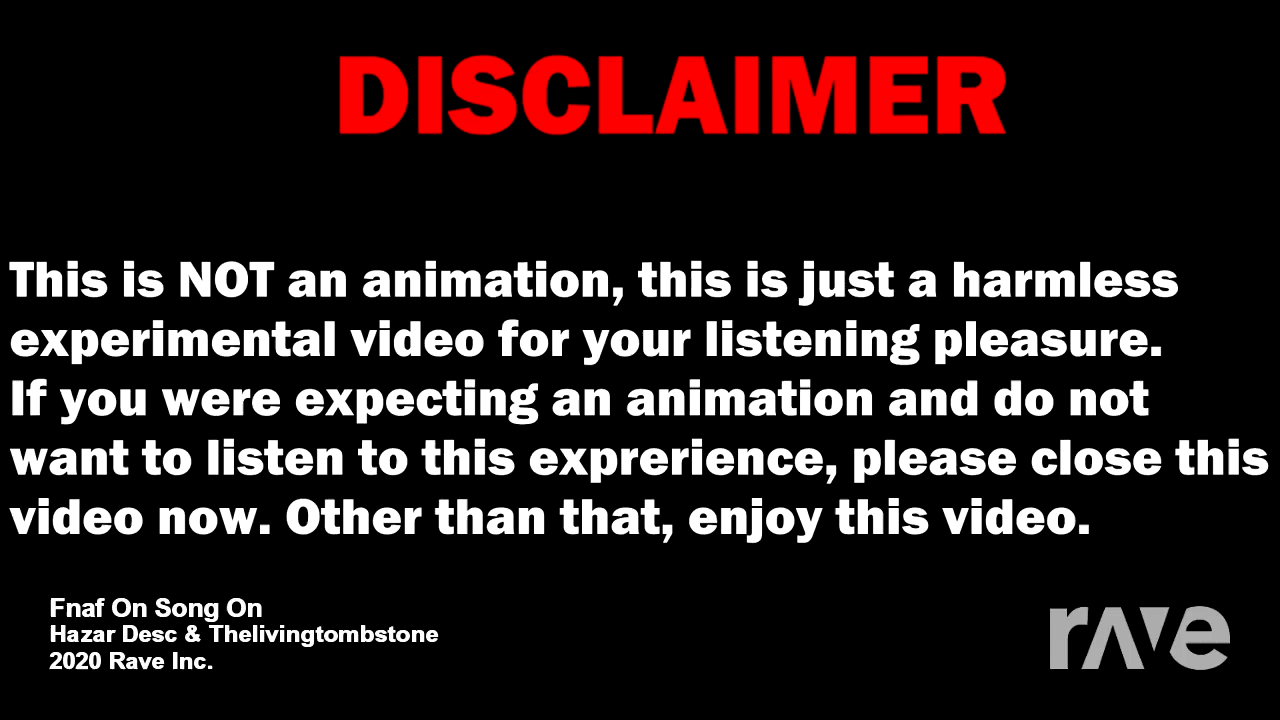 DISCLAIMER
This is NOT an animation, this is just a harmless
experimental video for your listening pleasure.
If you were expecting an animation and do not
want to listen to this exprerience, please close this
video now. Other than that, enjoy this video.
Fnaf On Song On
Hazar Desc & Thelivingtombstone
2020 Rave Inc.
rave